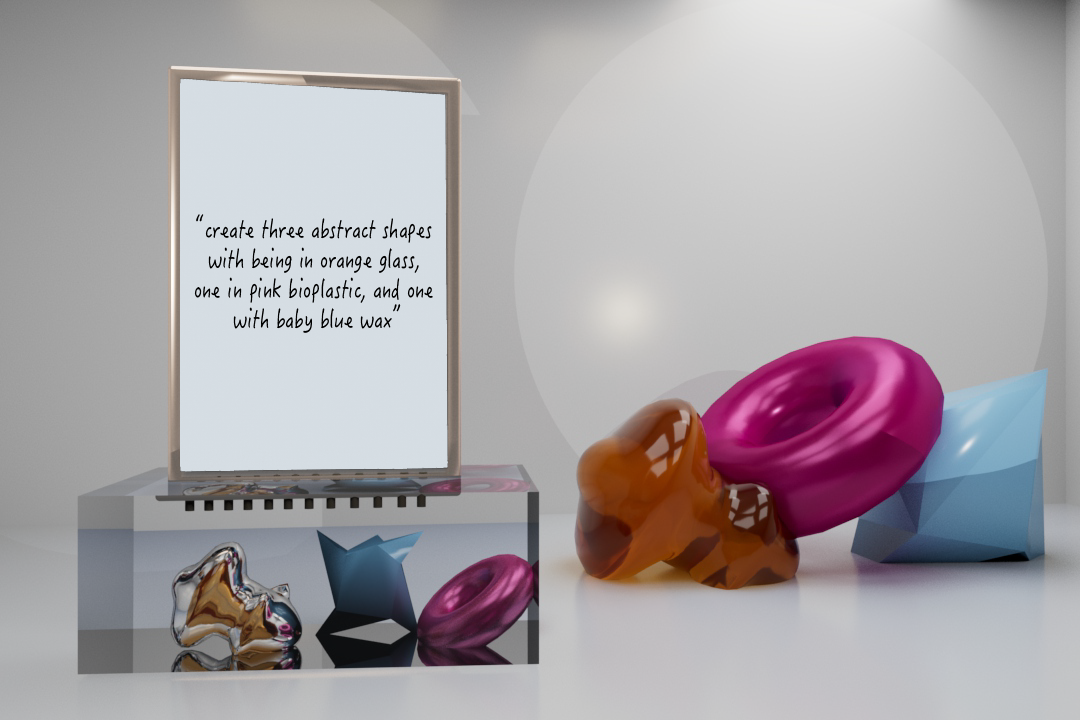 “create three abstract shapes
with being in orange glass,
one in pink bioplastic, and one
with baby blue wax”